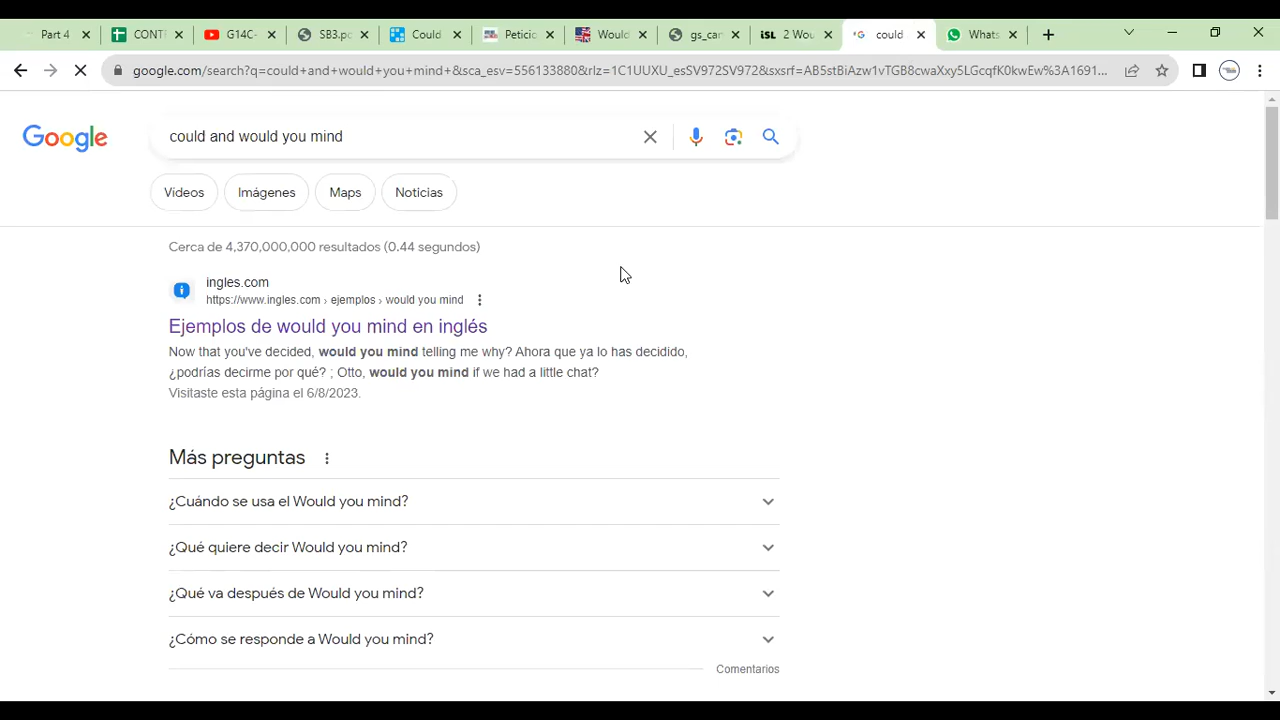 Part 4
CONTI
G14C-
SB3.pc
Could
Peticio
Would
gs_can
iSL 2 Wou
could
Whats
google.com/search?q=could+and+would+you+mind+&sca_esv=556133880&rlz=1C1UUXU_esSV972SV972&sxsrf=AB5stBiAzw1vTGB8cwaXxy5LGcqfK0kwEw%3A1691...
Google
could and would you mind
Videos
Imágenes
Maps
Noticias
Cerca de 4,370,000,000 resultados (0.44 segundos)
ingles.com
https://www.ingles.com › ejemplos › would you mind
Ejemplos de would you mind en inglés
Now that you've decided, would you mind telling me why? Ahora que ya lo has decidido,
¿podrías decirme por qué? ; Otto, would you mind if we had a little chat?
Visitaste esta página el 6/8/2023.
Más preguntas
¿Cuándo se usa el Would you mind?
¿Qué quiere decir Would you mind?
¿Qué va después de Would you mind?
¿Cómo se responde a Would you mind?
Comentarios